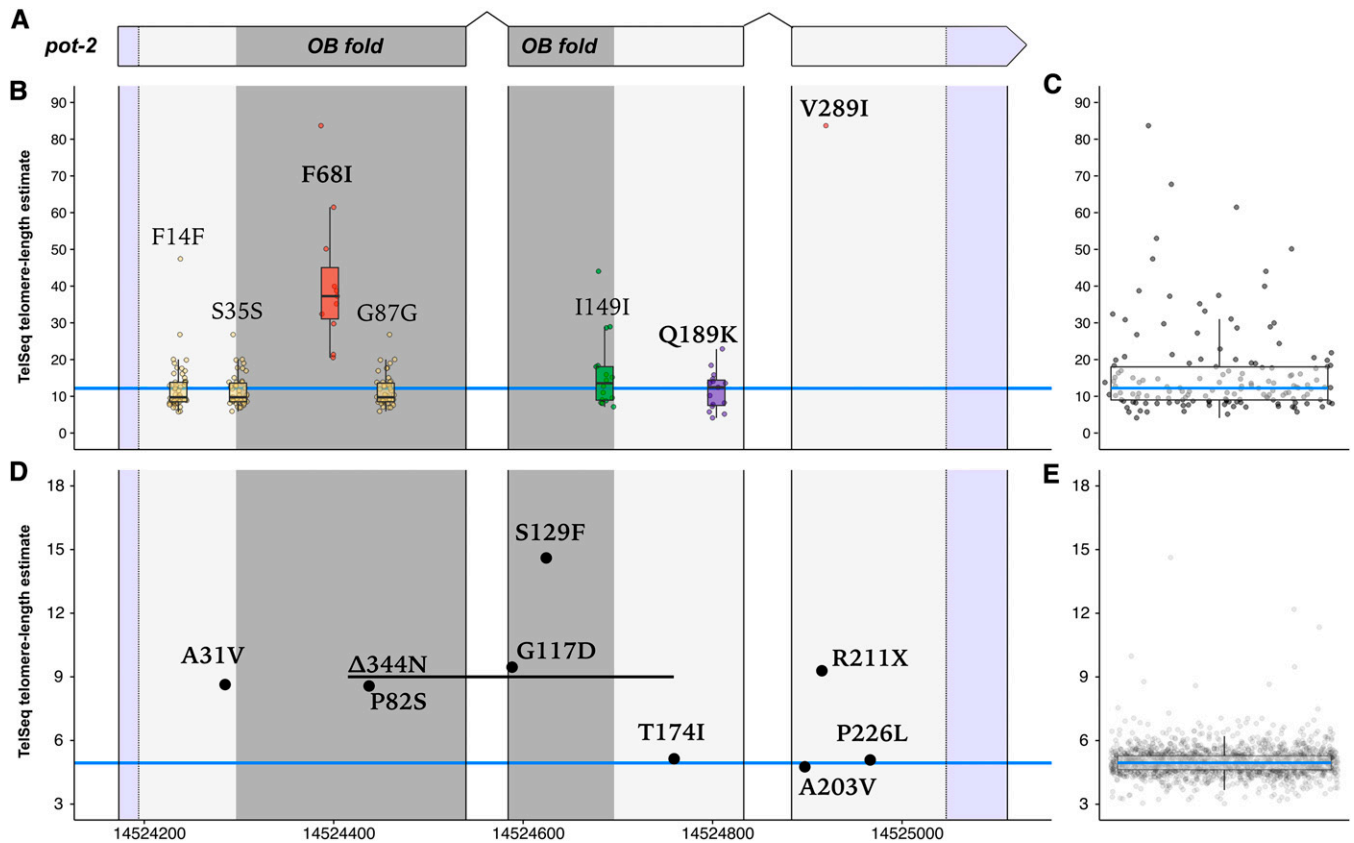 A
pot-2
OB fold
OB fold
B
C
TelSeq telomere-length estimate
90
80
70
60
50
40
30
20
10
0
F14F
S35S
F68I
G87G
I149I
Q189K
V289I
90
80
70
60
50
40
30
20
10
0
D
E
TelSeq telomere-length estimate
18
15
12
9
6
3
A31V
Δ344N
P82S
S129F
G117D
T174I
R211X
P226L
A203V
18
15
12
9
6
3
14524200
14524400
14524600
14524800
14525000